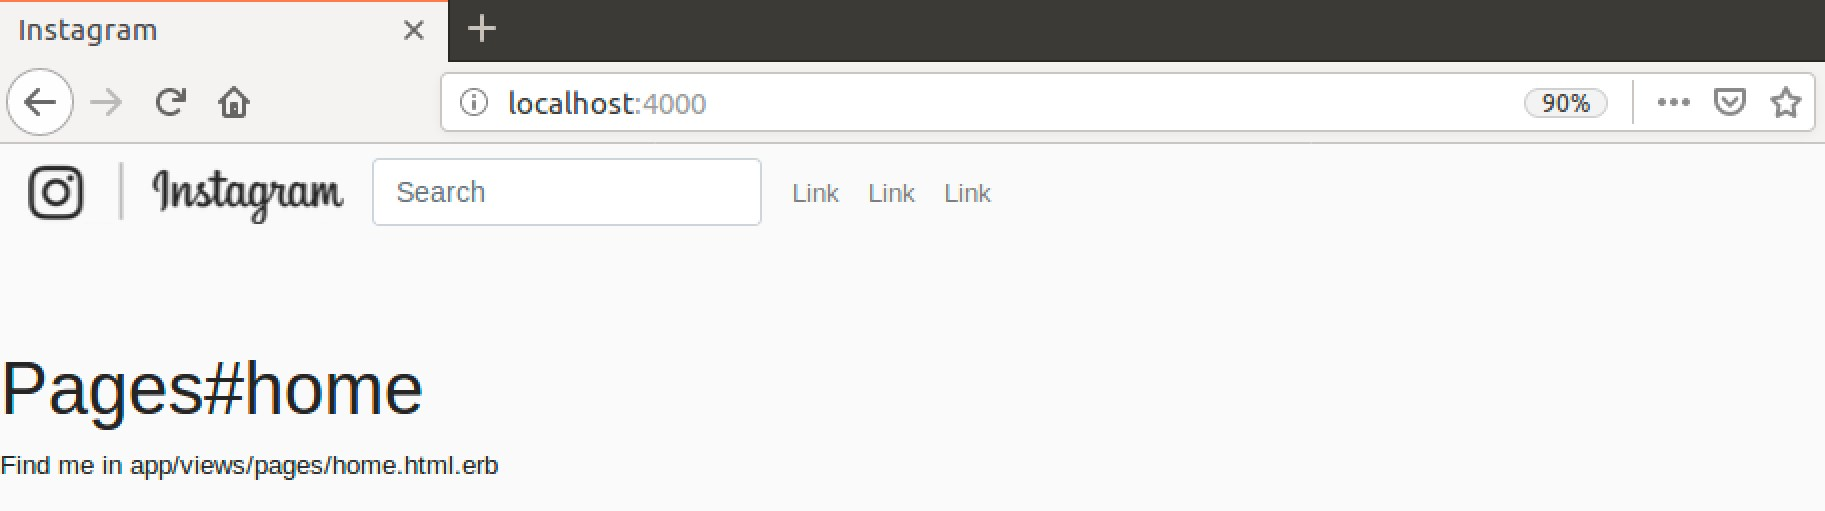 Instagram
localhost:4000 90%
Instagram Search Link Link Link
Pages#home
Find me in app/views/pages/home.html.erb